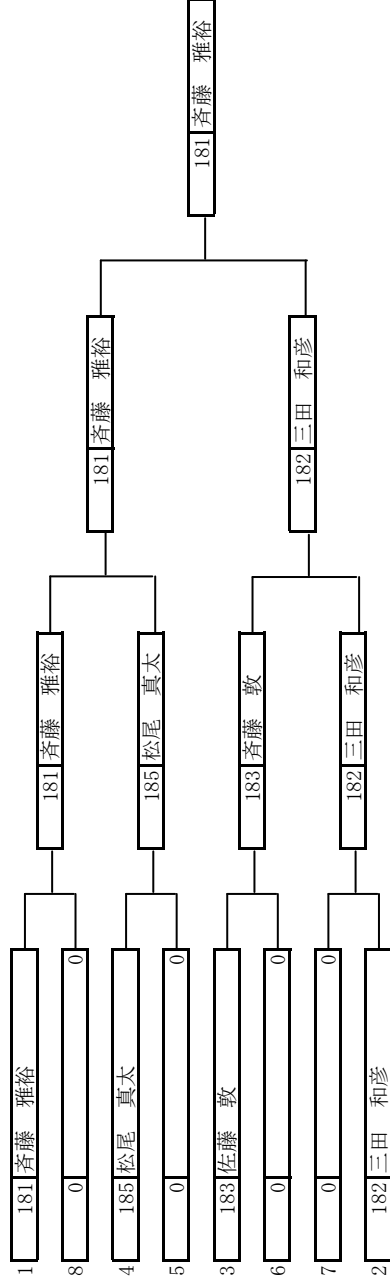 1 181 斉藤 雅裕
8 0 0
4 185 松尾 真太
5 0 0
3 183 佐藤 敦
6 0 0
7 0 0
2 182 三田 和彦
181 斉藤 雅裕
185 松尾 真太
183 斉藤 敦
182 三田 和彦
181 斉藤 雅裕
182 三田 和彦
181 斉藤 雅裕